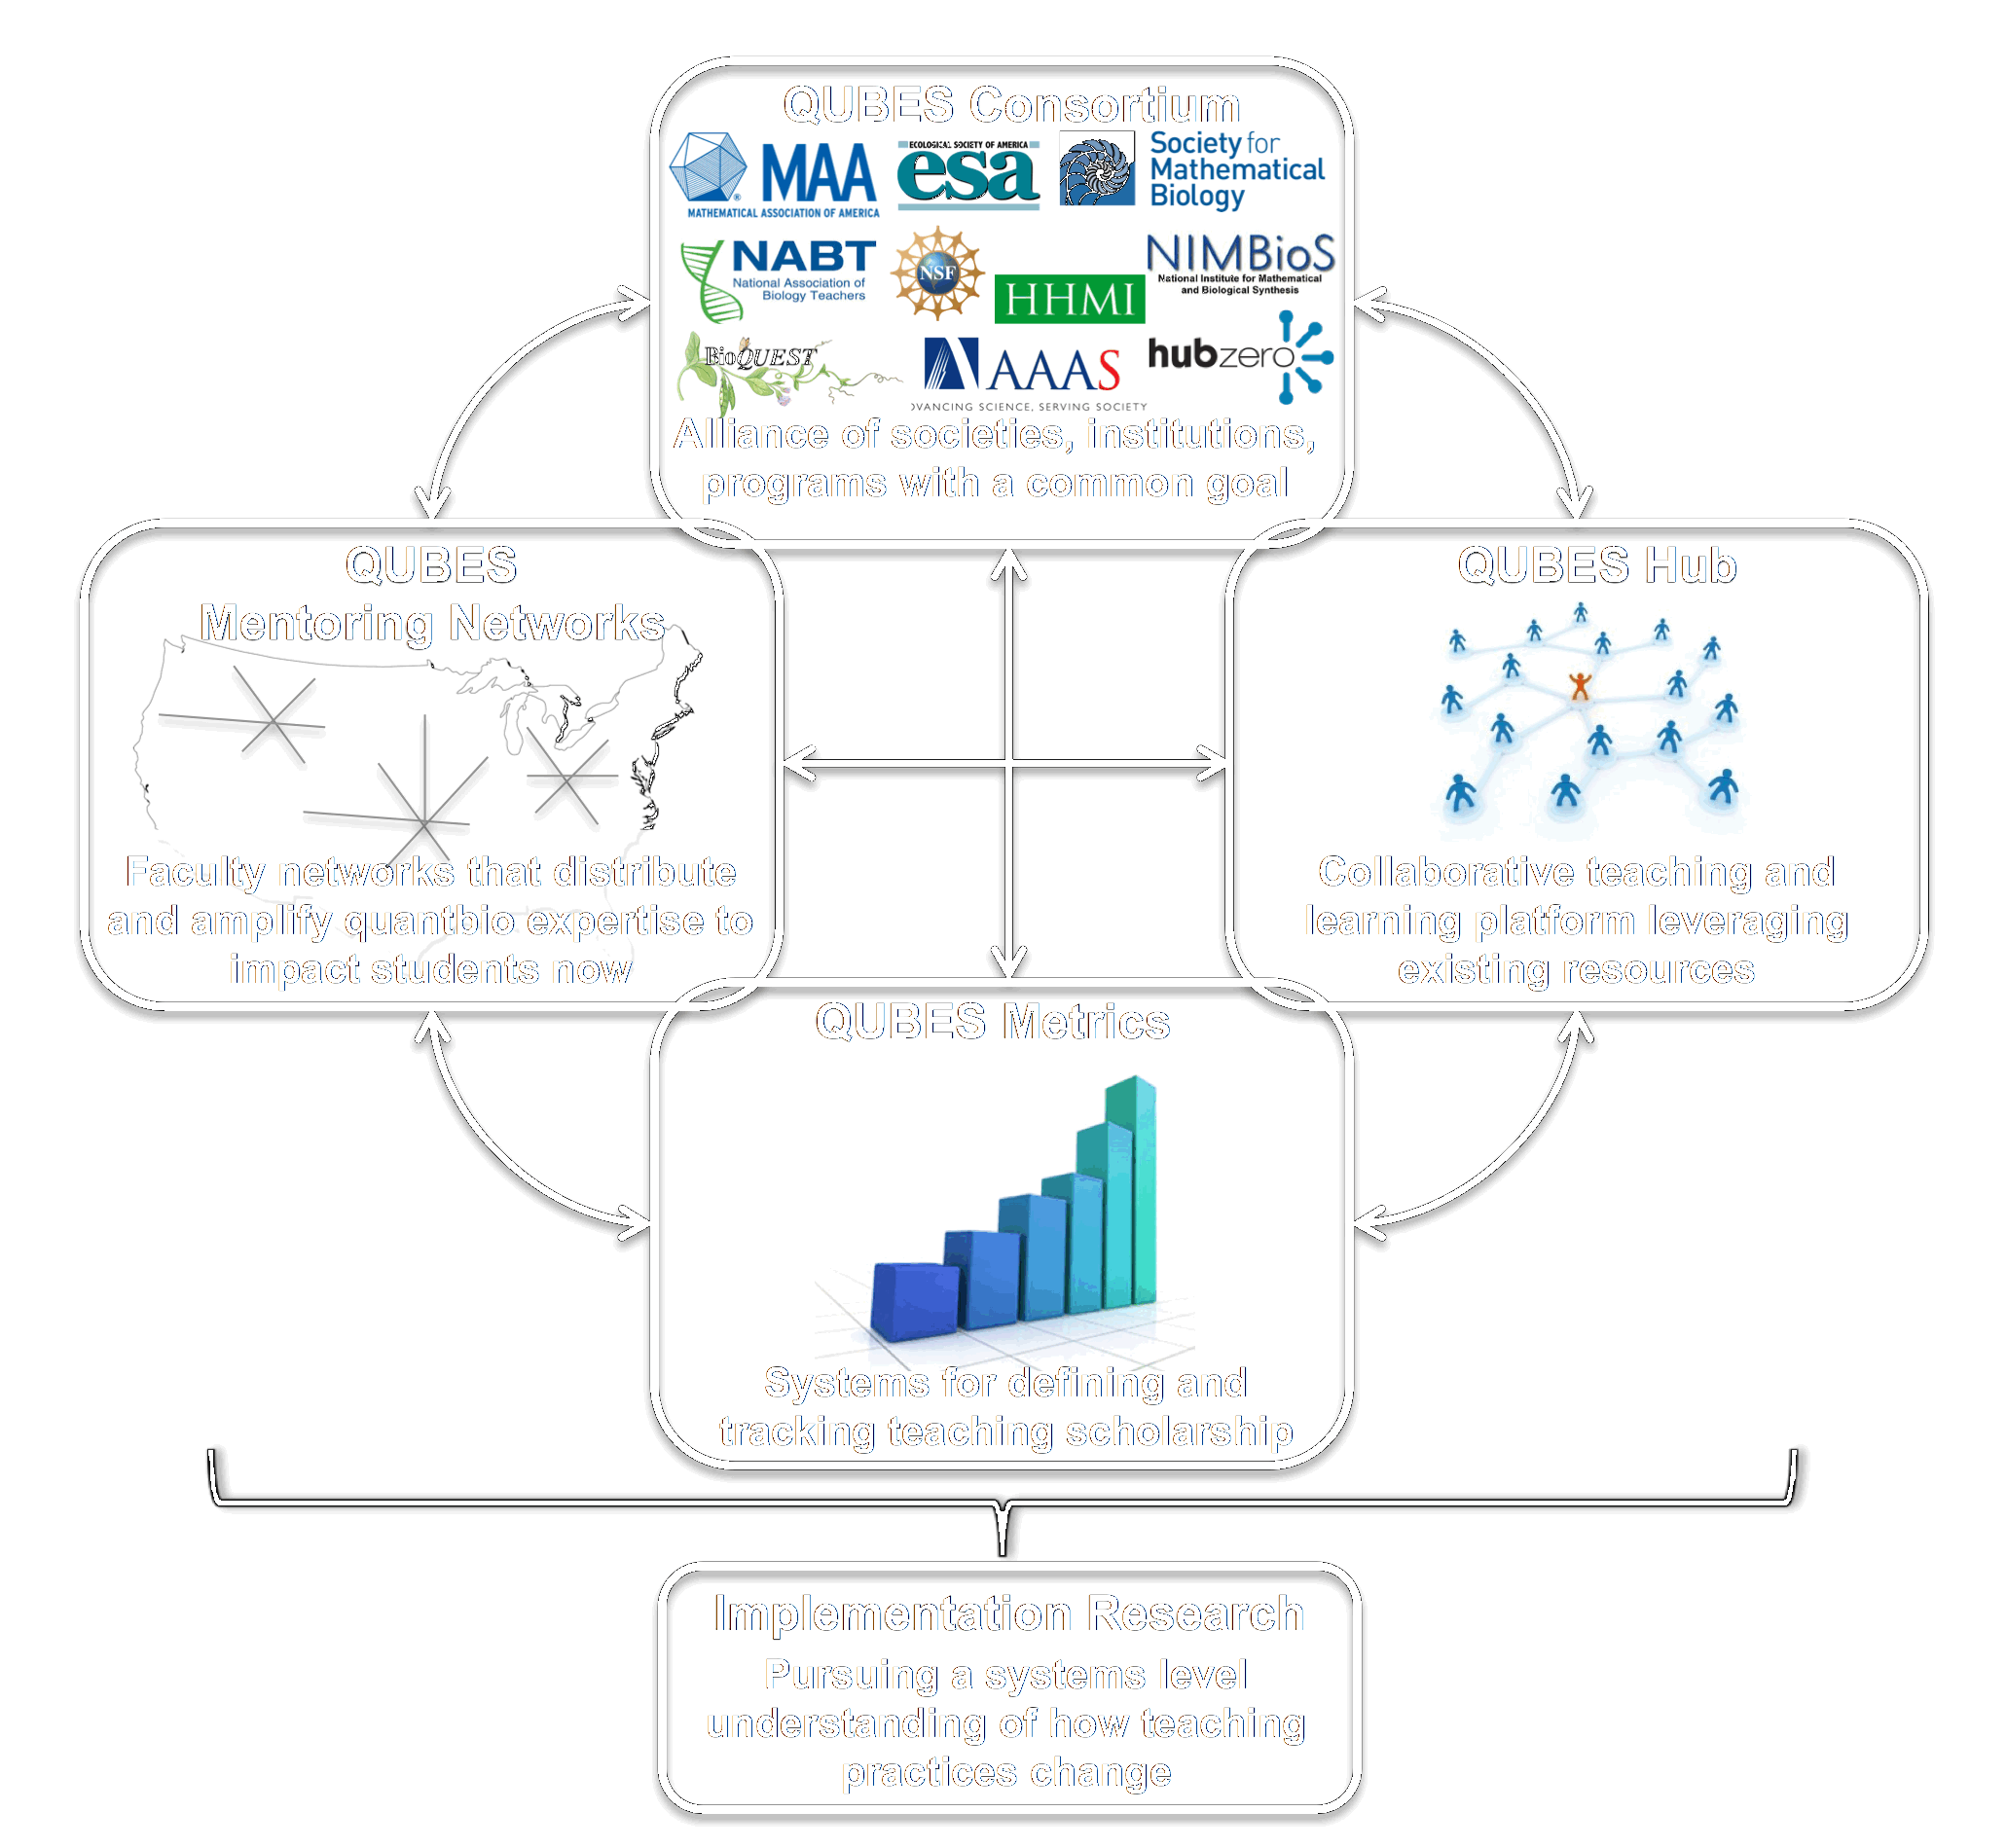 QUBES Consortium
MAA
MATHEMATICAL ASSOCIATION OF AMERICA
ECOLOGICAL SOCIETY OF AMERICA
esa
Society for
Mathematical
Biology
NABT
National Association of
Biology Teachers
NSF
HHMI
NIMBioS
National Institute for Mathematical
and Biological Synthesis
BioQUEST
AAAS
DVANCING SCIENCE, SERVING SOCIETY
hubzero
Alliance of societies, institutions,
programs with a common goal
QUBES
Mentoring Networks
Faculty networks that distribute
and amplify quantbio expertise to
impact students now
QUBES Hub
Collaborative teaching and
learning platform leveraging
existing resources
QUBES Metrics
Systems for defining and
tracking teaching scholarship
Implementation Research
Pursuing a systems level
understanding of how teaching
practices change